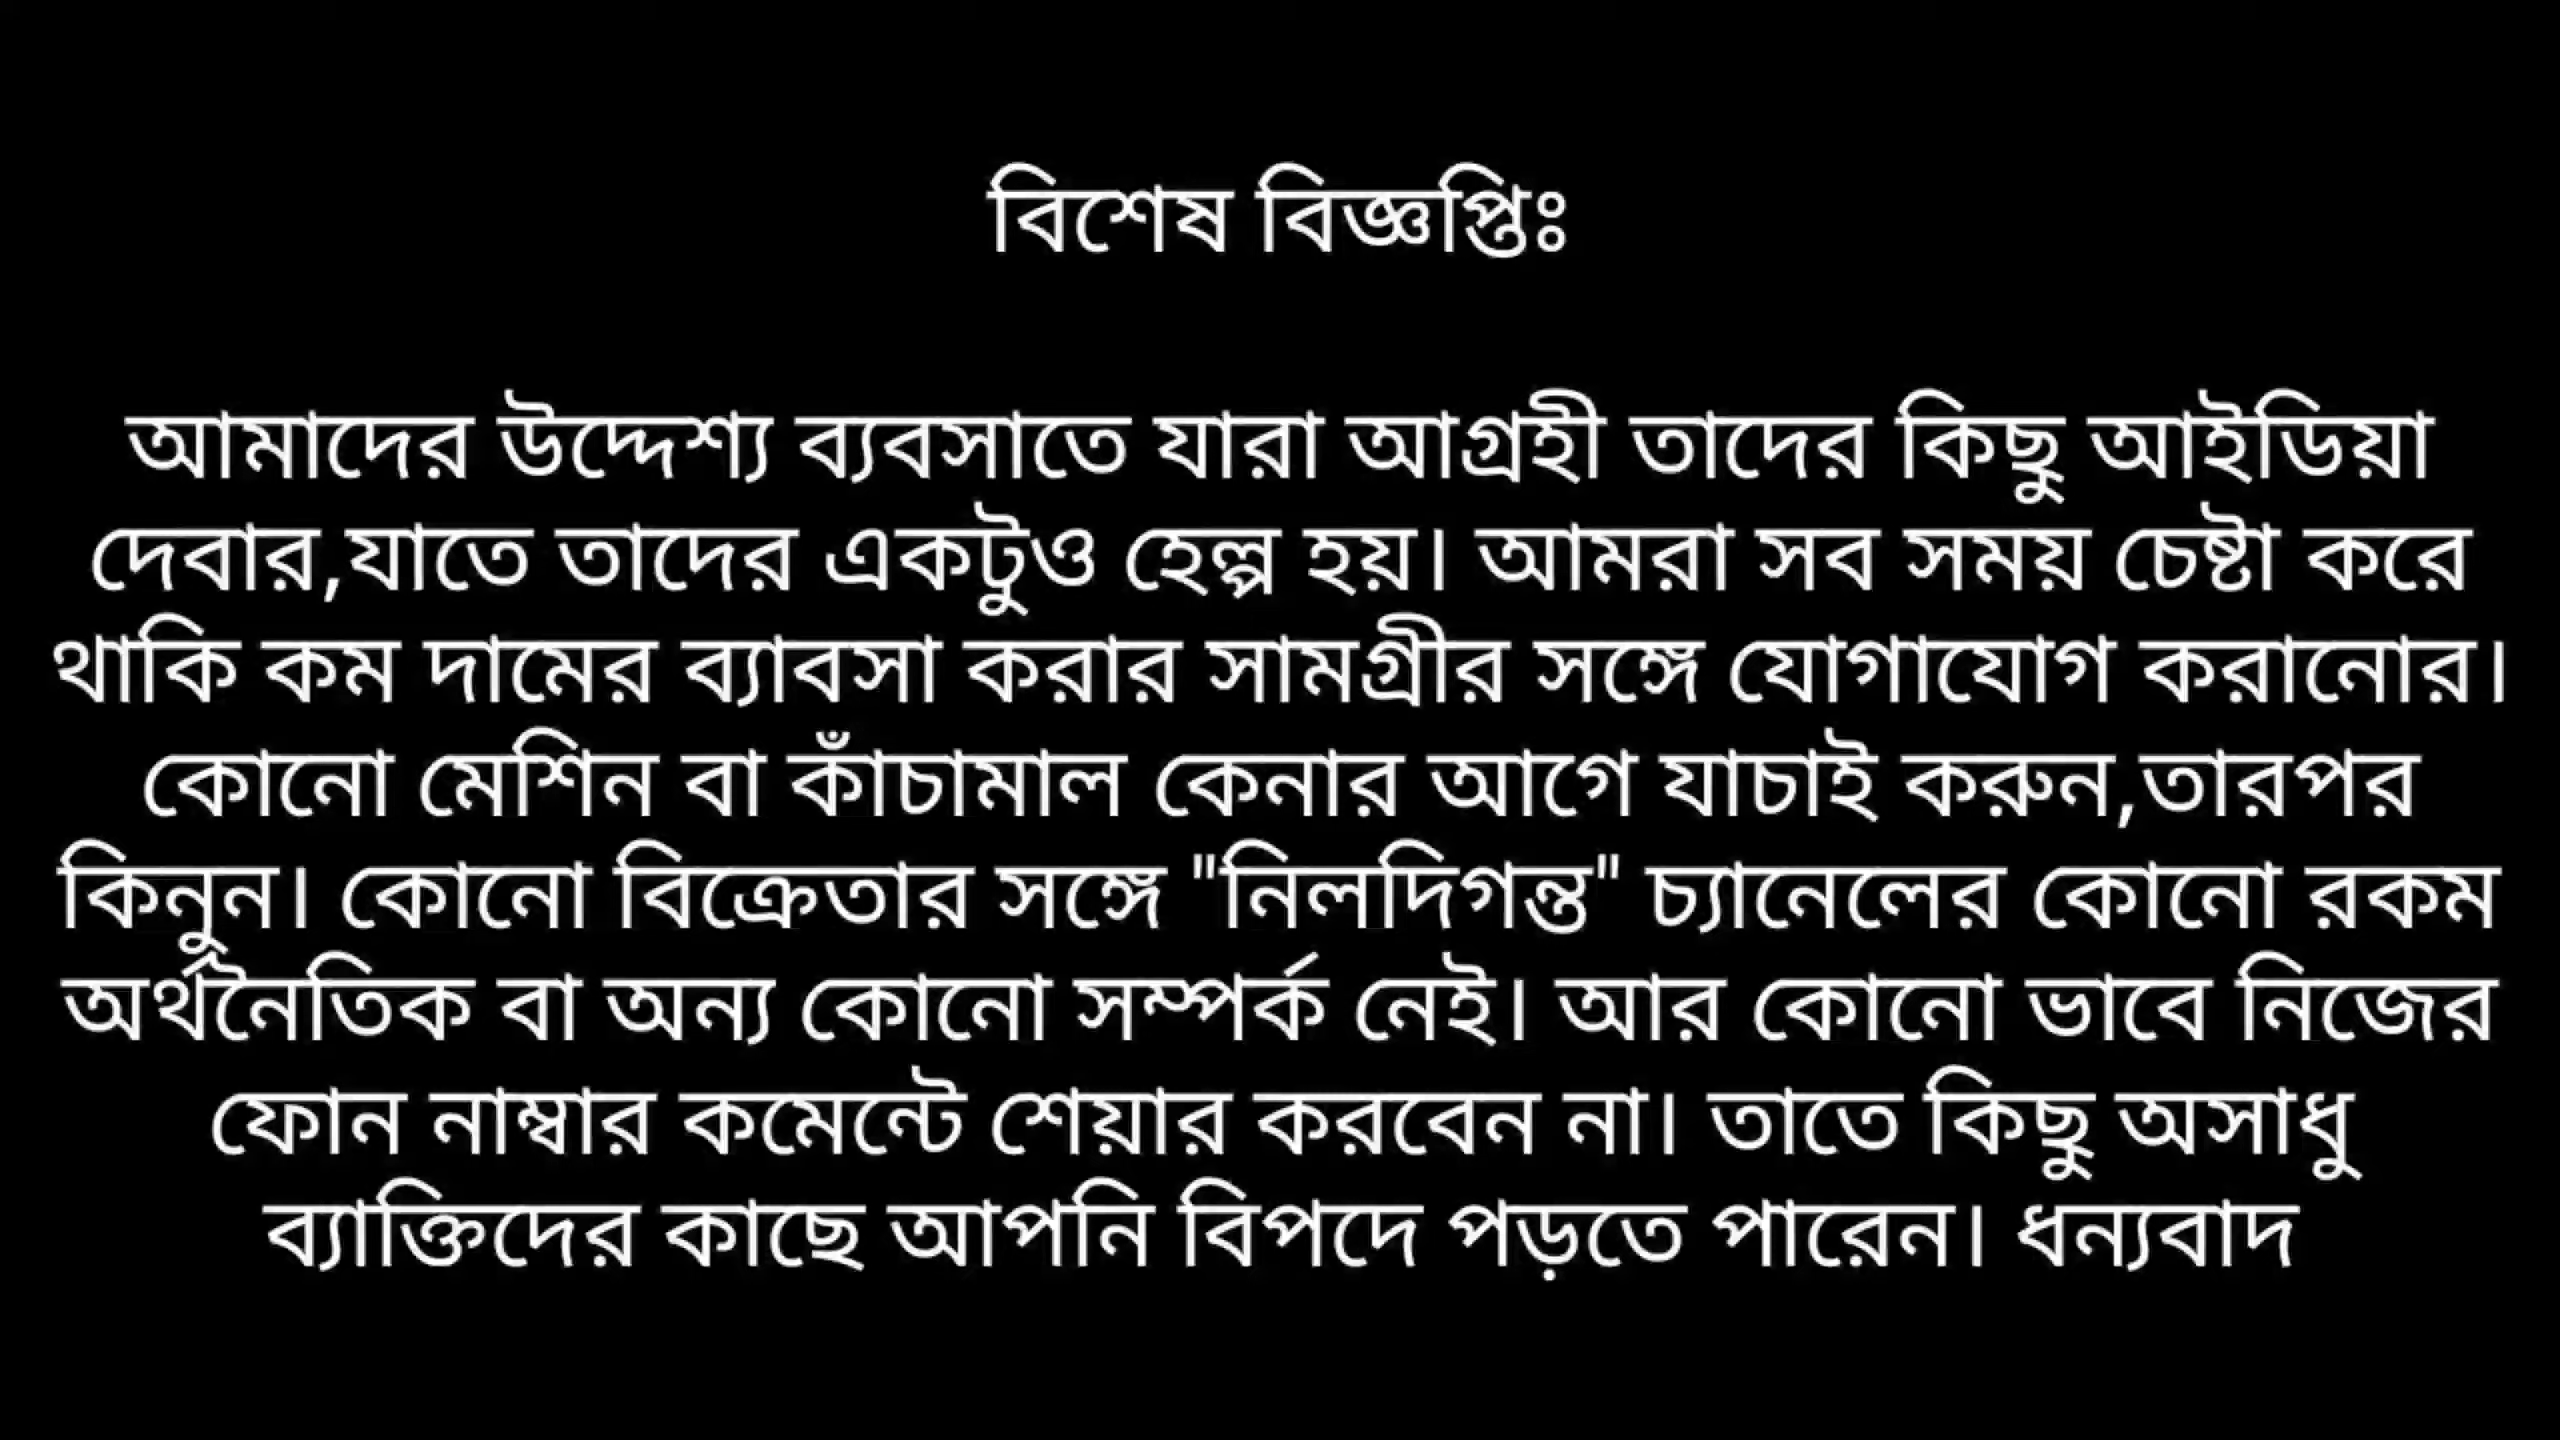 বিশেষ বিজ্ঞপ্তিঃ
আমাদের উদ্দেশ্য ব্যবসাতে যারা আগ্রহী তাদের কিছু আইডিয়া
দেবার,যাতে তাদের একটুও হেল্প হয়। আমরা সব সময় চেষ্টা করে
থাকি কম দামের ব্যাবসা করার সামগ্রীর সঙ্গে যোগাযোগ করানোর।
কোনো মেশিন বা কাঁচামাল কেনার আগে যাচাই করুন,তারপর
কিনুন। কোনো বিক্রেতার সঙ্গে "নিলদিগন্ত" চ্যানেলের কোনো রকম
অর্থনৈতিক বা অন্য কোনো সম্পর্ক নেই। আর কোনো ভাবে নিজের
ফোন নাম্বার কমেন্টে শেয়ার করবেন না। তাতে কিছু অসাধু
ব্যাক্তিদের কাছে আপনি বিপদে পড়তে পারেন। ধন্যবাদ